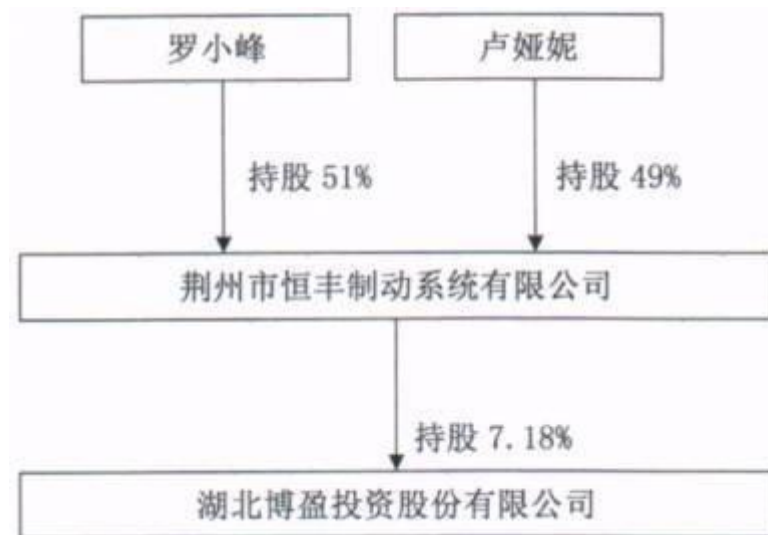 罗小峰
卢娅妮
持股 51%
持股 49%
荆州市恒丰制动系统有限公司
持股 7.18%
湖北博盈投资股份有限公司